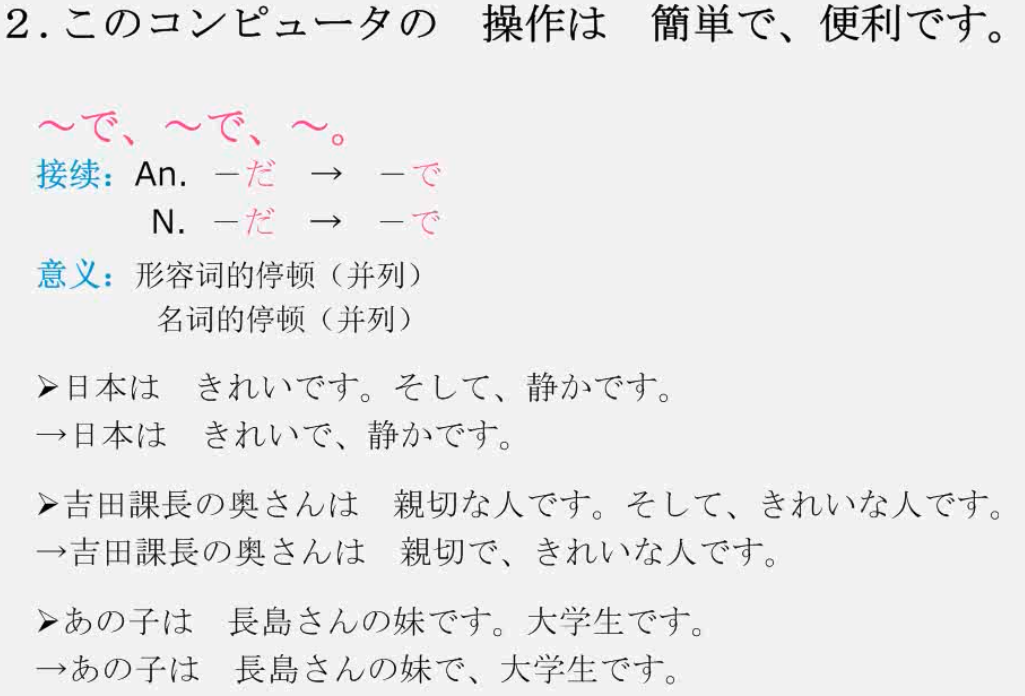 ２．このコンピュータの　操作は　簡単で、便利です。
～で、～で、～。
接续：An. －だ　→　－で
N. －だ　→　－で
意义：形容词的停顿（并列）
名词的停顿（并列）
➢日本は　きれいです。そして、静かです。
→日本は　きれいで、静かです。
➢吉田課長の奥さんは　親切な人です。そして、きれいな人です。
→吉田課長の奥さんは　親切で、きれいな人です。
➢あの子は　長島さんの妹です。大学生です。
→あの子は　長島さんの妹で、大学生です。